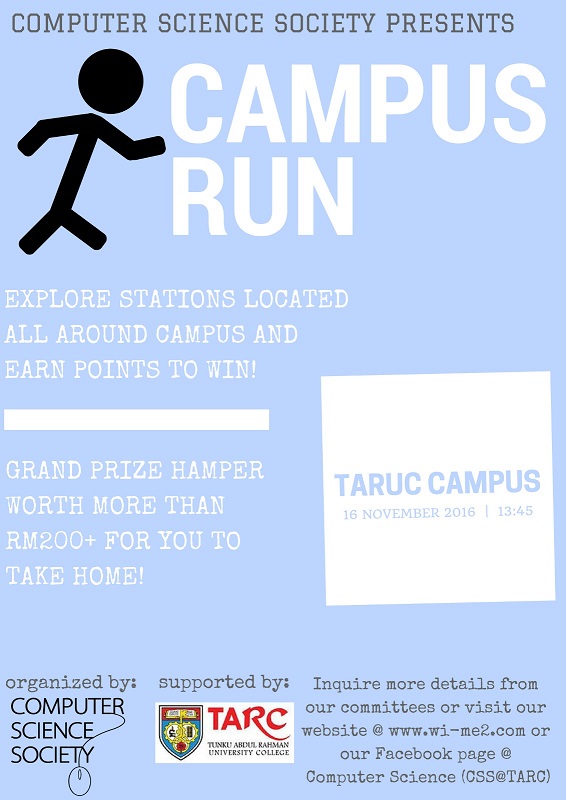 COMPUTER SCIENCE SOCIETY PRESENTS
CAMPUS
RUN
EXPLORE STATIONS LOCATED
ALL AROUND CAMPUS AND
EARN POINTS TO WIN!
GRAND PRIZE HAMPER
WORTH MORE THAN
RM200+ FOR YOU TO
TAKE HOME!
TARUC CAMPUS
16 NOVEMBER 2016 | 13:45
organized by:
COMPUTER
SCIENCE
SOCIETY
supported by:
TARC
TUNKU ABDUL RAHMAN
UNIVERSITY COLLEGE
Inquire more details from
our committees or visit our
website @ www.wi-me2.com or
our Facebook page @
Computer Science (CSS@TARC)